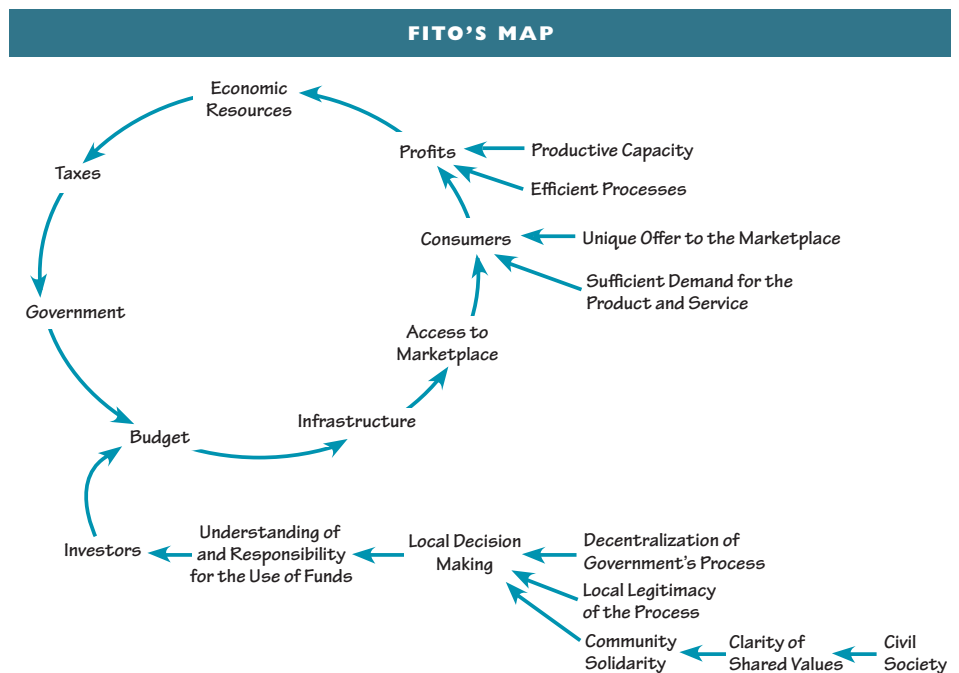 FITO'S MAP
Economic
Resources
Profits
Productive Capacity
Efficient Processes
Taxes
Consumers
Unique Offer to the Marketplace
Sufficient Demand for the
Product and Service
Government
Access to
Marketplace
Infrastructure
Budget
Investors
Understanding of
and Responsibility
for the Use of Funds
Local Decision
Making
Decentralization of
Government's Process
Local Legitimacy
of the Process
Community
Solidarity
Clarity of
Shared Values
Civil
Society